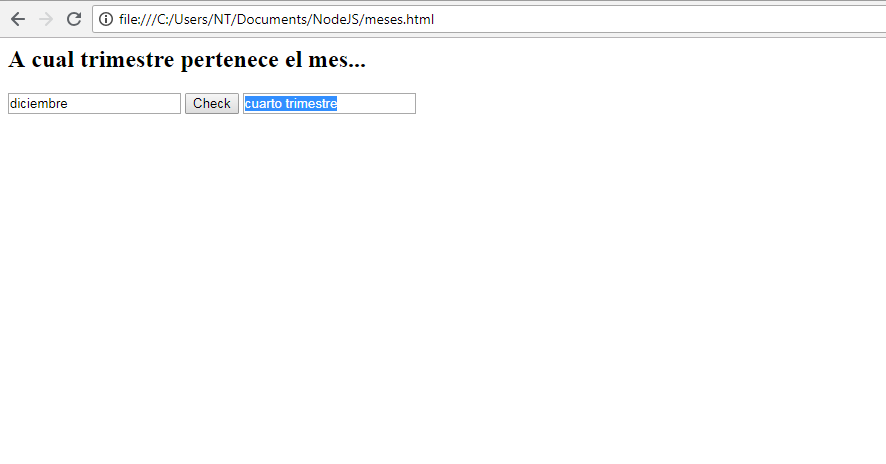 file:///C:/Users/NT/Documents/NodeJS/meses.html
A cual trimestre pertenece el mes...
diciembre Check cuarto trimestre